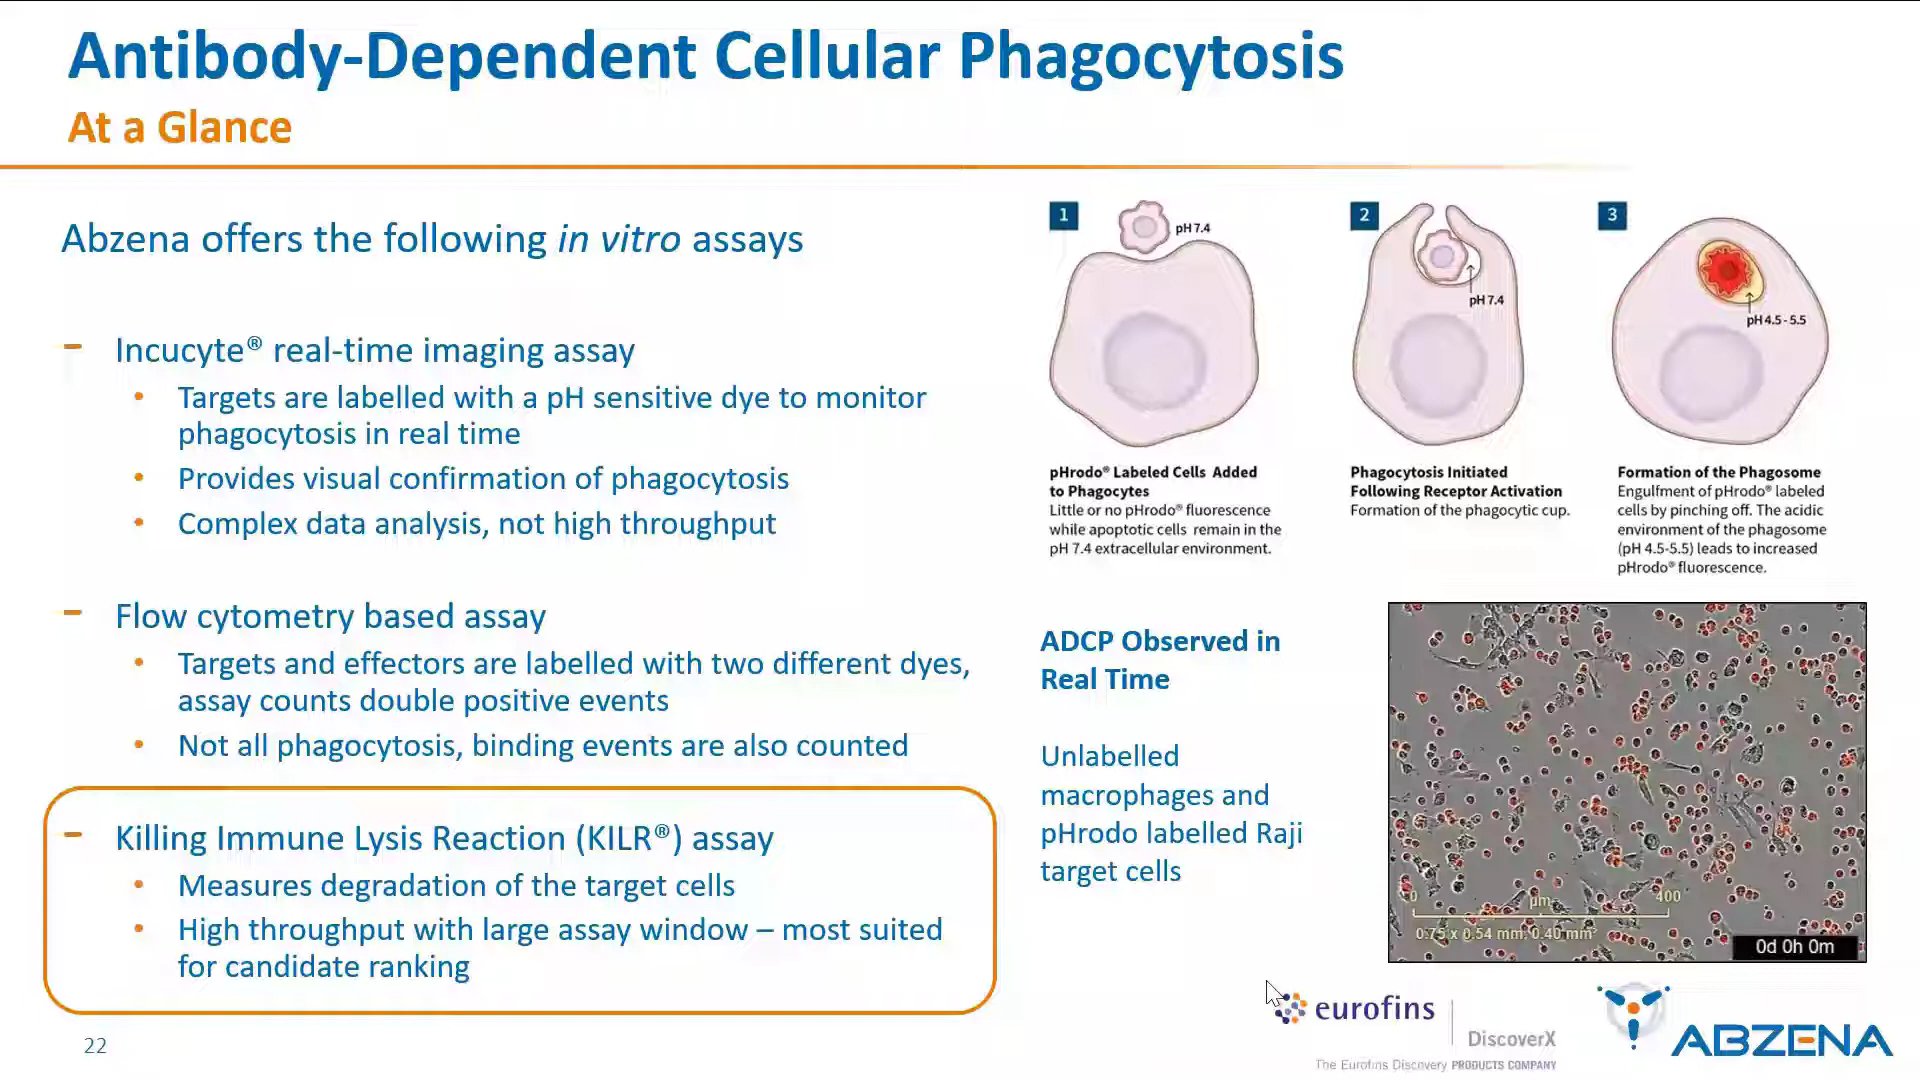 Antibody-Dependent Cellular Phagocytosis
At a Glance
Abzena offers the following in vitro assays
– Incucyte® real-time imaging assay
• Targets are labelled with a pH sensitive dye to monitor
phagocytosis in real time
• Provides visual confirmation of phagocytosis
• Complex data analysis, not high throughput
– Flow cytometry based assay
• Targets and effectors are labelled with two different dyes,
assay counts double positive events
• Not all phagocytosis, binding events are also counted
– Killing Immune Lysis Reaction (KILR®) assay
• Measures degradation of the target cells
• High throughput with large assay window – most suited
for candidate ranking
22
1
pH 7.4
pHrodo® Labeled Cells Added
to Phagocytes
Little or no pHrodo® fluorescence
while apoptotic cells remain in the
pH 7.4 extracellular environment.
2
pH 7.4
Phagocytosis Initiated
Following Receptor Activation
Formation of the phagocytic cup.
3
pH 4.5 - 5.5
Formation of the Phagosome
Engulfment of pHrodo® labeled
cells by pinching off. The acidic
environment of the phagosome
(pH 4.5-5.5) leads to increased
pHrodo® fluorescence.
ADCP Observed in
Real Time
Unlabelled
macrophages and
pHrodo labelled Raji
target cells
0 µm 400
0.75 x 0.54 mm, 0.40 mm²
0d 0h 0m
eurofins
DiscoverX
The Eurofins Discovery PRODUCTS COMPANY
ABZENA